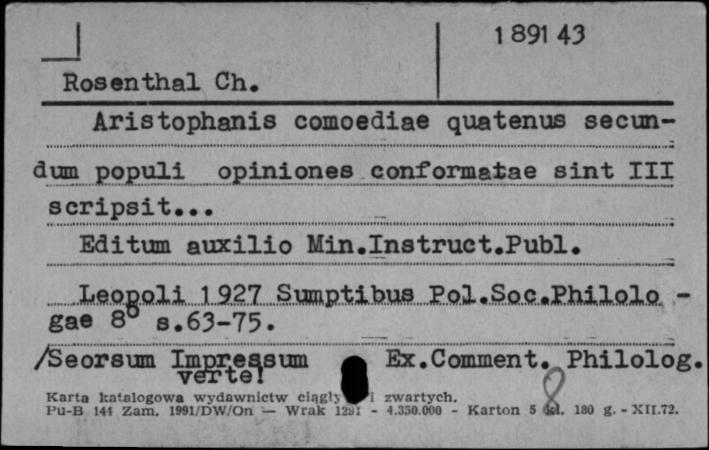 1 891 43
Rosenthal Ch.
Aristophanis comoediae quatenus secun-
dum populi opiniones conformatae sint III
scripsit...
Editum auxilio Min.Instruct.Publ.
Leopoli 1927 Sumptibus Pol.Soc.Philolo -
gae 8° s.63-75.
/Seorsum Impressum Ex.Comment. Philolog.
verte!
Karta katalogowa wydawnictw ciągły i zwartych.
Pu-B 141 Zam. 1991/DW/On — Wrak 1291 - 4.350.000 - Karton 5 kl. 180 g. - XII.72.